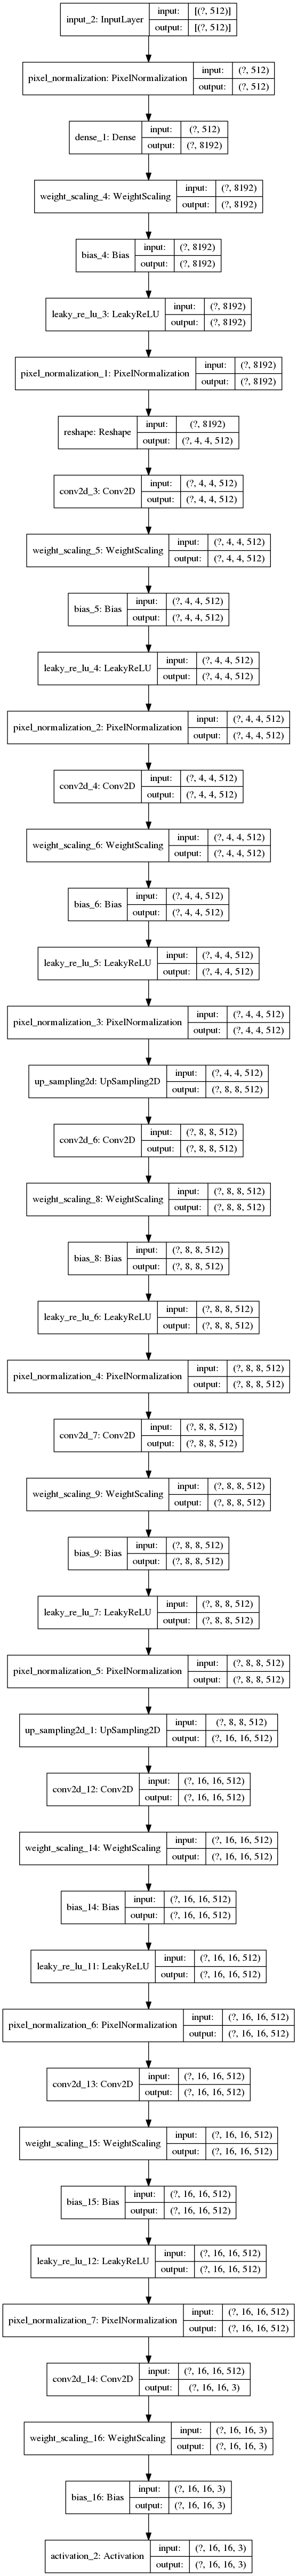 input_2: InputLayer input: [(?, 512)]
output: [(?, 512)]
pixel_normalization: PixelNormalization input: (?, 512)
output: (?, 512)
dense_1: Dense input: (?, 512)
output: (?, 8192)
weight_scaling_4: WeightScaling input: (?, 8192)
output: (?, 8192)
bias_4: Bias input: (?, 8192)
output: (?, 8192)
leaky_re_lu_3: LeakyReLU input: (?, 8192)
output: (?, 8192)
pixel_normalization_1: PixelNormalization input: (?, 8192)
output: (?, 8192)
reshape: Reshape input: (?, 8192)
output: (?, 4, 4, 512)
conv2d_3: Conv2D input: (?, 4, 4, 512)
output: (?, 4, 4, 512)
weight_scaling_5: WeightScaling input: (?, 4, 4, 512)
output: (?, 4, 4, 512)
bias_5: Bias input: (?, 4, 4, 512)
output: (?, 4, 4, 512)
leaky_re_lu_4: LeakyReLU input: (?, 4, 4, 512)
output: (?, 4, 4, 512)
pixel_normalization_2: PixelNormalization input: (?, 4, 4, 512)
output: (?, 4, 4, 512)
conv2d_4: Conv2D input: (?, 4, 4, 512)
output: (?, 4, 4, 512)
weight_scaling_6: WeightScaling input: (?, 4, 4, 512)
output: (?, 4, 4, 512)
bias_6: Bias input: (?, 4, 4, 512)
output: (?, 4, 4, 512)
leaky_re_lu_5: LeakyReLU input: (?, 4, 4, 512)
output: (?, 4, 4, 512)
pixel_normalization_3: PixelNormalization input: (?, 4, 4, 512)
output: (?, 4, 4, 512)
up_sampling2d: UpSampling2D input: (?, 4, 4, 512)
output: (?, 8, 8, 512)
conv2d_6: Conv2D input: (?, 8, 8, 512)
output: (?, 8, 8, 512)
weight_scaling_8: WeightScaling input: (?, 8, 8, 512)
output: (?, 8, 8, 512)
bias_8: Bias input: (?, 8, 8, 512)
output: (?, 8, 8, 512)
leaky_re_lu_6: LeakyReLU input: (?, 8, 8, 512)
output: (?, 8, 8, 512)
pixel_normalization_4: PixelNormalization input: (?, 8, 8, 512)
output: (?, 8, 8, 512)
conv2d_7: Conv2D input: (?, 8, 8, 512)
output: (?, 8, 8, 512)
weight_scaling_9: WeightScaling input: (?, 8, 8, 512)
output: (?, 8, 8, 512)
bias_9: Bias input: (?, 8, 8, 512)
output: (?, 8, 8, 512)
leaky_re_lu_7: LeakyReLU input: (?, 8, 8, 512)
output: (?, 8, 8, 512)
pixel_normalization_5: PixelNormalization input: (?, 8, 8, 512)
output: (?, 8, 8, 512)
up_sampling2d_1: UpSampling2D input: (?, 8, 8, 512)
output: (?, 16, 16, 512)
conv2d_12: Conv2D input: (?, 16, 16, 512)
output: (?, 16, 16, 512)
weight_scaling_14: WeightScaling input: (?, 16, 16, 512)
output: (?, 16, 16, 512)
bias_14: Bias input: (?, 16, 16, 512)
output: (?, 16, 16, 512)
leaky_re_lu_11: LeakyReLU input: (?, 16, 16, 512)
output: (?, 16, 16, 512)
pixel_normalization_6: PixelNormalization input: (?, 16, 16, 512)
output: (?, 16, 16, 512)
conv2d_13: Conv2D input: (?, 16, 16, 512)
output: (?, 16, 16, 512)
weight_scaling_15: WeightScaling input: (?, 16, 16, 512)
output: (?, 16, 16, 512)
bias_15: Bias input: (?, 16, 16, 512)
output: (?, 16, 16, 512)
leaky_re_lu_12: LeakyReLU input: (?, 16, 16, 512)
output: (?, 16, 16, 512)
pixel_normalization_7: PixelNormalization input: (?, 16, 16, 512)
output: (?, 16, 16, 512)
conv2d_14: Conv2D input: (?, 16, 16, 512)
output: (?, 16, 16, 3)
weight_scaling_16: WeightScaling input: (?, 16, 16, 3)
output: (?, 16, 16, 3)
bias_16: Bias input: (?, 16, 16, 3)
output: (?, 16, 16, 3)
activation_2: Activation input: (?, 16, 16, 3)
output: (?, 16, 16, 3)